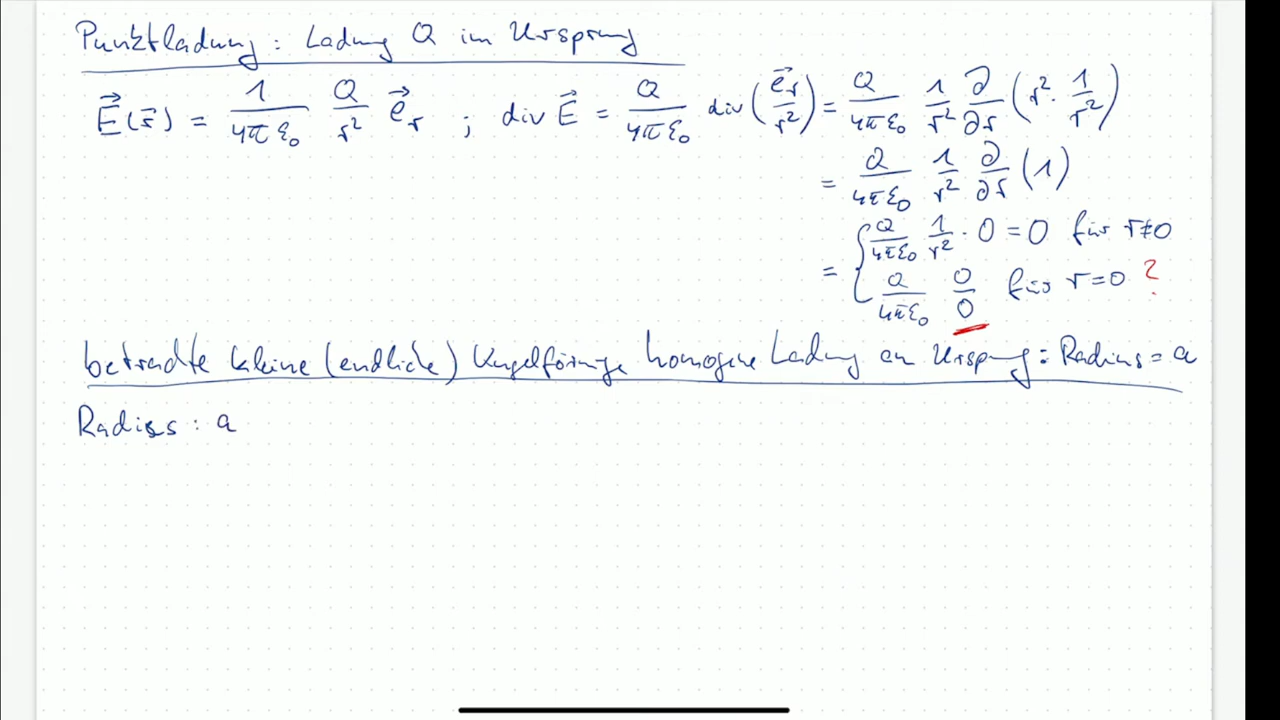 Punktladung : Ladung Q im Ursprung
E⃗(r⃗) = 1/(4πε₀) Q/r² e⃗ᵣ ; div E⃗ = Q/(4πε₀) div(e⃗ᵣ/r²) = Q/(4πε₀) 1/r² ∂/∂r (r² · 1/r²)
= Q/(4πε₀) 1/r² ∂/∂r (1)
= { Q/(4πε₀) 1/r² · 0 = 0 für r≠0
Q/(4πε₀) 0/0 für r=0 ?
betrachte kleine (endliche) kugelförmige homogene Ladung am Ursprung : Radius = a
Radius : a